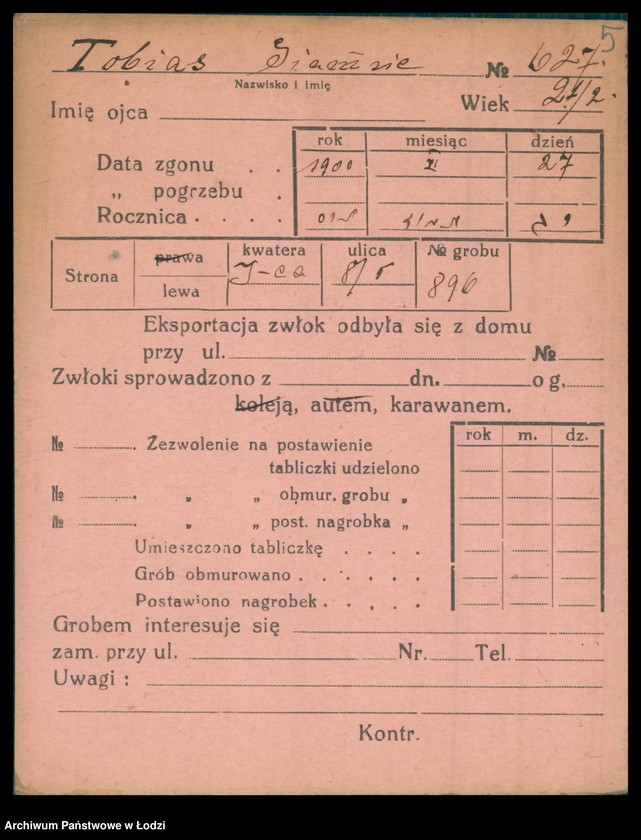 5
Tobias № 627.
Nazwisko i imię
Imię ojca Wiek 2 1/2.
rok miesiąc dzień
Data zgonu . . 1900 27
„ pogrzebu .
Rocznica . . . .
Strona prawa lewa kwatera ulica № grobu 896
Eksportacja zwłok odbyła się z domu
przy ul. №
Zwłoki sprowadzono z dn. o g.
koleją, autem, karawanem.
rok m. dz.
№ . Zezwolenie na postawienie
tabliczki udzielono
№ . „ „ obmur. grobu „
№ . „ „ post. nagrobka „
Umieszczono tabliczkę . . . .
Grób obmurowano . . . . . .
Postawiono nagrobek . . . . .
Grobem interesuje się
zam. przy ul. Nr. Tel.
Uwagi :
Kontr.
Archiwum Państwowe w Łodzi